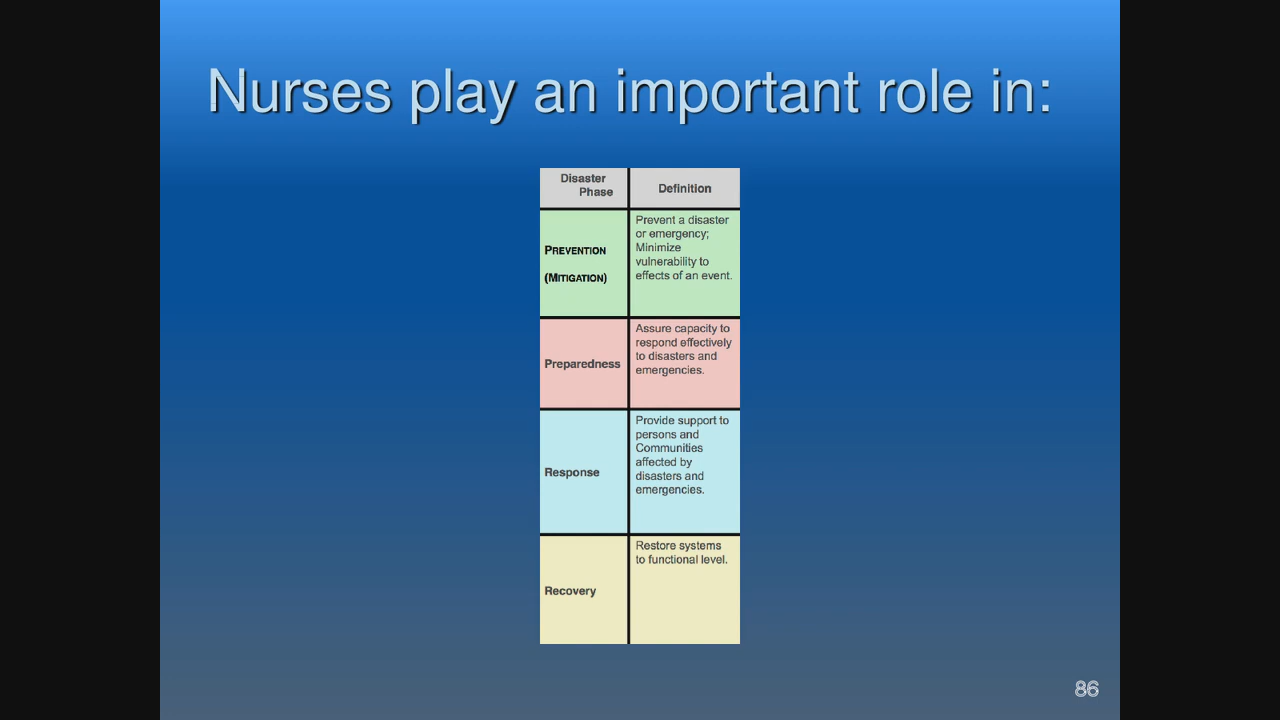 Nurses play an important role in:
Disaster
Phase
Definition
PREVENTION
(MITIGATION)
Prevent a disaster
or emergency;
Minimize
vulnerability to
effects of an event.
Preparedness
Assure capacity to
respond effectively
to disasters and
emergencies.
Response
Provide support to
persons and
Communities
affected by
disasters and
emergencies.
Recovery
Restore systems
to functional level.
86